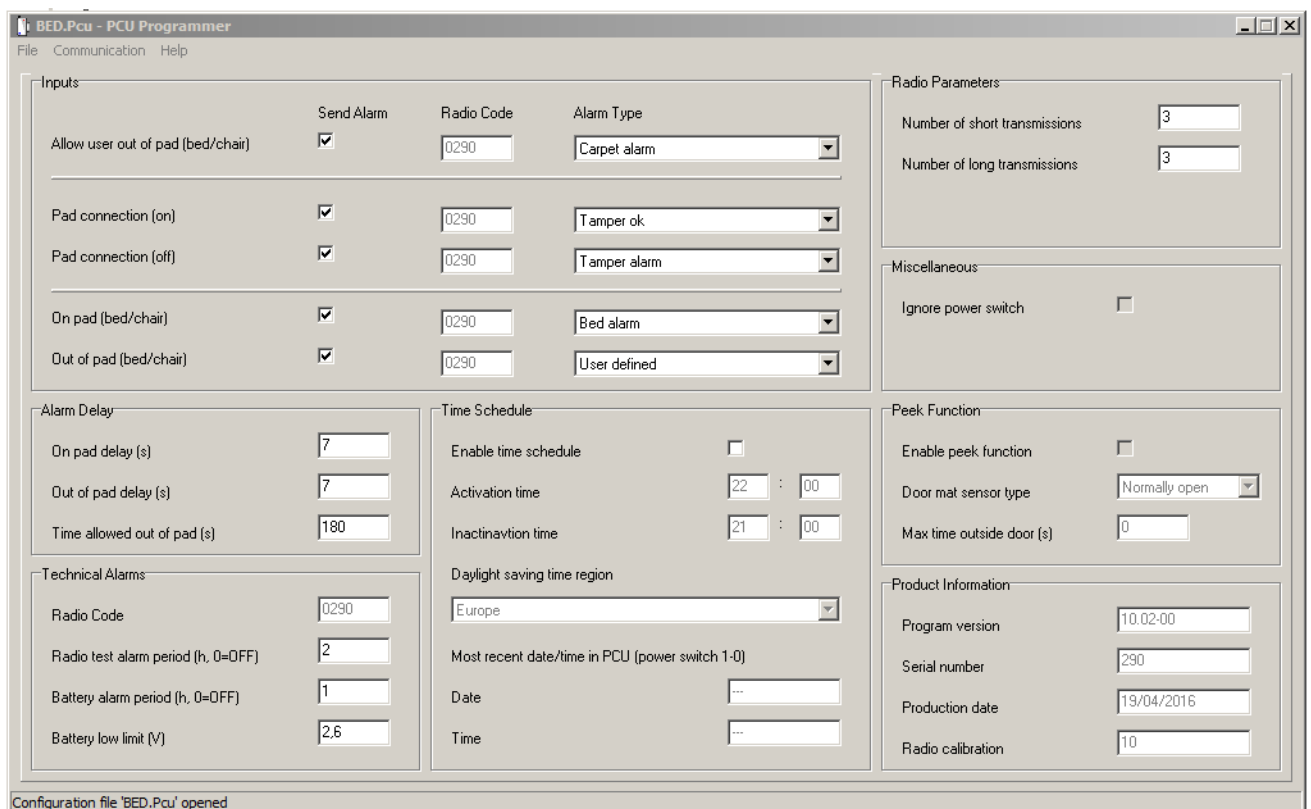 BED.Pcu - PCU Programmer
File Communication Help
Inputs
Send Alarm Radio Code Alarm Type
Allow user out of pad (bed/chair) 0290 Carpet alarm
Pad connection (on) 0290 Tamper ok
Pad connection (off) 0290 Tamper alarm
On pad (bed/chair) 0290 Bed alarm
Out of pad (bed/chair) 0290 User defined
Radio Parameters
Number of short transmissions 3
Number of long transmissions 3
Miscellaneous
Ignore power switch
Alarm Delay
On pad delay (s) 7
Out of pad delay (s) 7
Time allowed out of pad (s) 180
Technical Alarms
Radio Code 0290
Radio test alarm period (h, 0=OFF) 2
Battery alarm period (h, 0=OFF) 1
Battery low limit (V) 2,6
Time Schedule
Enable time schedule
Activation time 22 : 00
Inactinavtion time 21 : 00
Daylight saving time region
Europe
Most recent date/time in PCU (power switch 1-0)
Date ---
Time ---
Peek Function
Enable peek function
Door mat sensor type Normally open
Max time outside door (s) 0
Product Information
Program version 10.02-00
Serial number 290
Production date 19/04/2016
Radio calibration 10
Configuration file 'BED.Pcu' opened